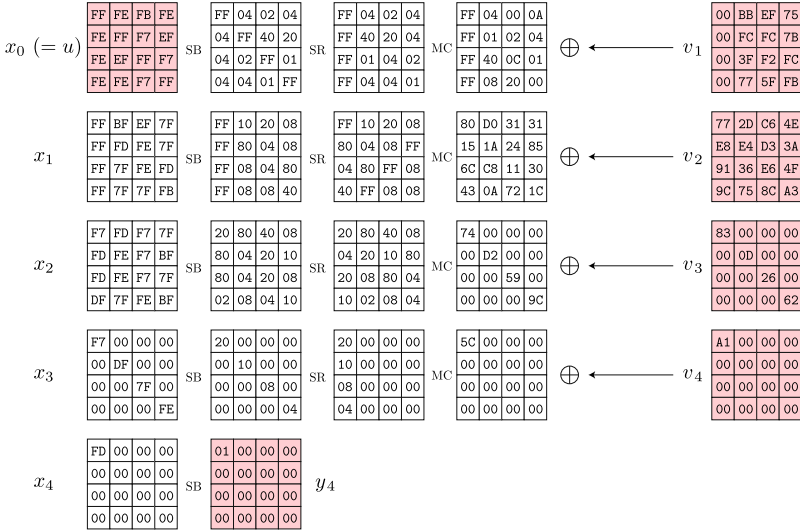 FF FE FB FE FF 04 02 04 FF 04 02 04 FF 04 00 0A 00 BB EF 75
x₀ (= u) FE FF F7 EF SB 04 FF 40 20 SR FF 40 20 04 MC FF 01 02 04 ⊕ v₁ 00 FC FC 7B
FE EF FF F7 04 02 FF 01 FF 01 04 02 FF 40 0C 01 00 3F F2 FC
FE FE F7 FF 04 04 01 FF FF 04 04 01 FF 08 20 00 00 77 5F FB
FF BF EF 7F FF 10 20 08 FF 10 20 08 80 D0 31 31 77 2D C6 4E
x₁ FF FD FE 7F SB FF 80 04 08 SR 80 04 08 FF MC 15 1A 24 85 ⊕ v₂ E8 E4 D3 3A
FF 7F FE FD FF 08 04 80 04 80 FF 08 6C C8 11 30 91 36 E6 4F
FF 7F 7F FB FF 08 08 40 40 FF 08 08 43 0A 72 1C 9C 75 8C A3
F7 FD F7 7F 20 80 40 08 20 80 40 08 74 00 00 00 83 00 00 00
x₂ FD FE F7 BF SB 80 04 20 10 SR 04 20 10 80 MC 00 D2 00 00 ⊕ v₃ 00 0D 00 00
FD FE F7 7F 80 04 20 08 20 08 80 04 00 00 59 00 00 00 26 00
DF 7F FE BF 02 08 04 10 10 02 08 04 00 00 00 9C 00 00 00 62
F7 00 00 00 20 00 00 00 20 00 00 00 5C 00 00 00 A1 00 00 00
x₃ 00 DF 00 00 SB 00 10 00 00 SR 10 00 00 00 MC 00 00 00 00 ⊕ v₄ 00 00 00 00
00 00 7F 00 00 00 08 00 08 00 00 00 00 00 00 00 00 00 00 00
00 00 00 FE 00 00 00 04 04 00 00 00 00 00 00 00 00 00 00 00
FD 00 00 00 01 00 00 00
x₄ 00 00 00 00 SB 00 00 00 00 y₄
00 00 00 00 00 00 00 00
00 00 00 00 00 00 00 00